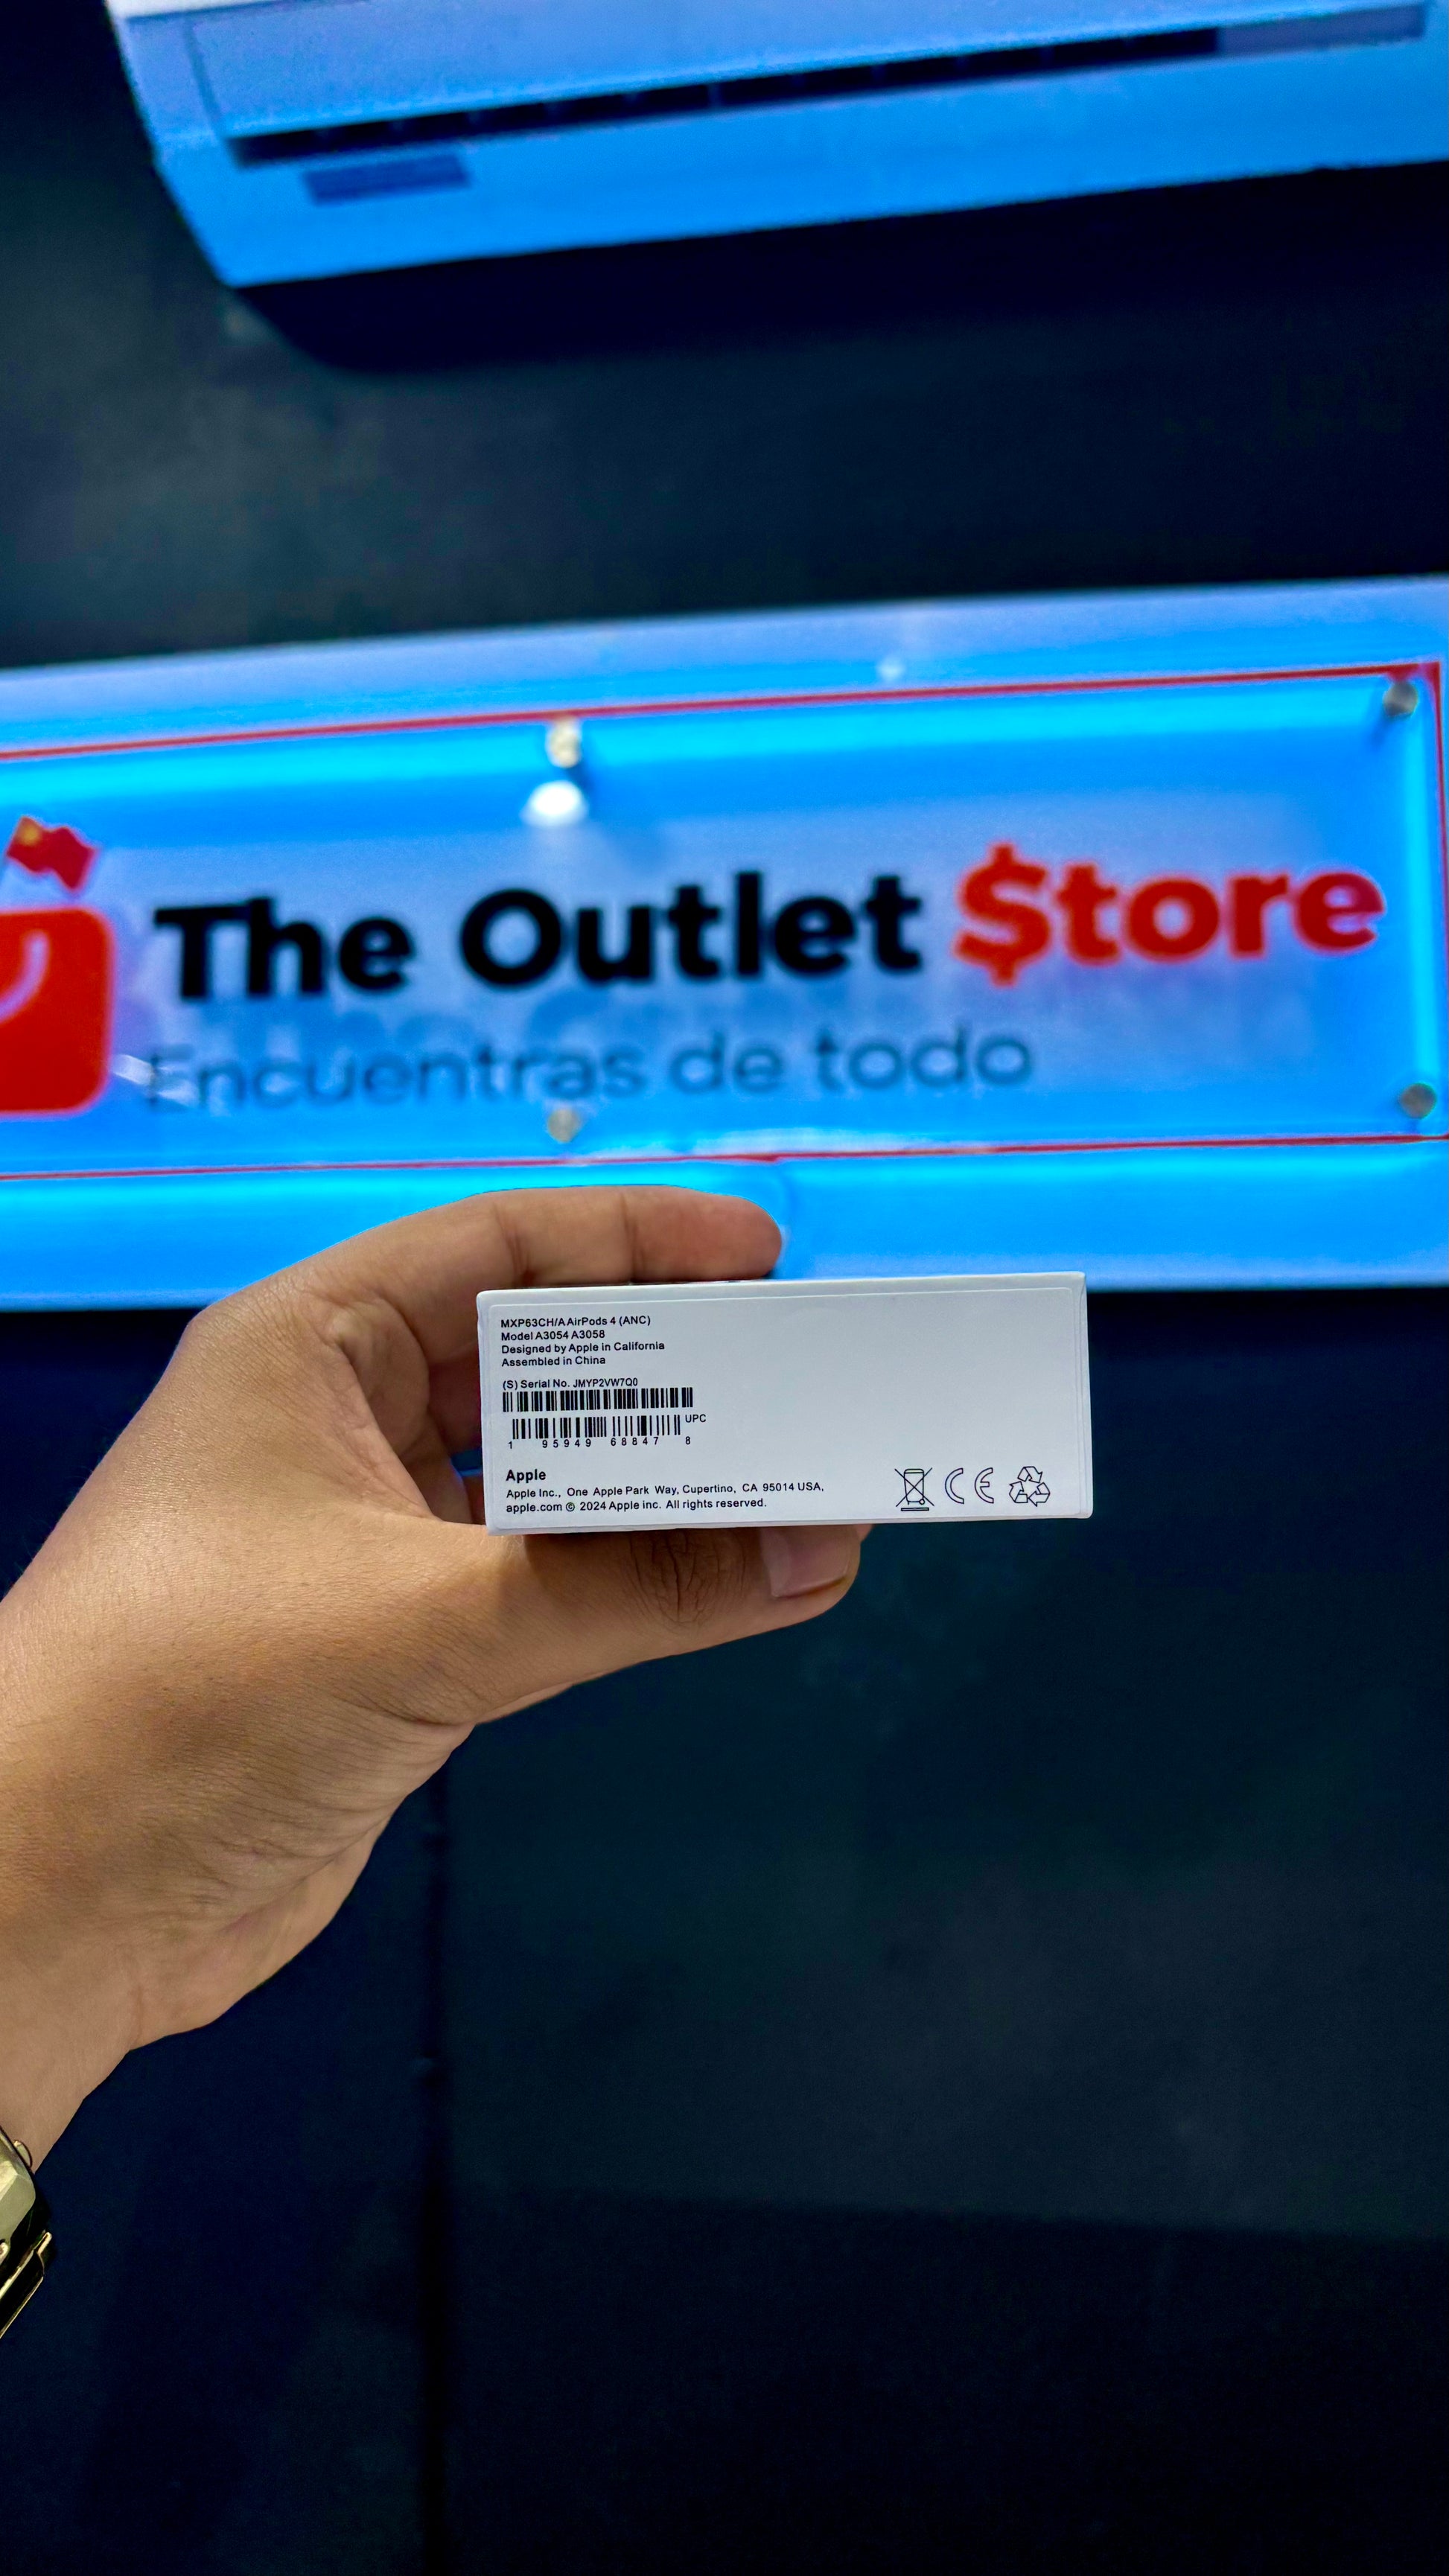 The Outlet $tore
Encuentras de todo
MXP63CH/A AirPods 4 (ANC)
Model A3054 A3058
Designed by Apple in California
Assembled in China
(S) Serial No. JMYP2VW7Q0
UPC
1 95949 68847 8
Apple
Apple Inc., One Apple Park Way, Cupertino, CA 95014 USA,
apple.com © 2024 Apple inc. All rights reserved.
CE